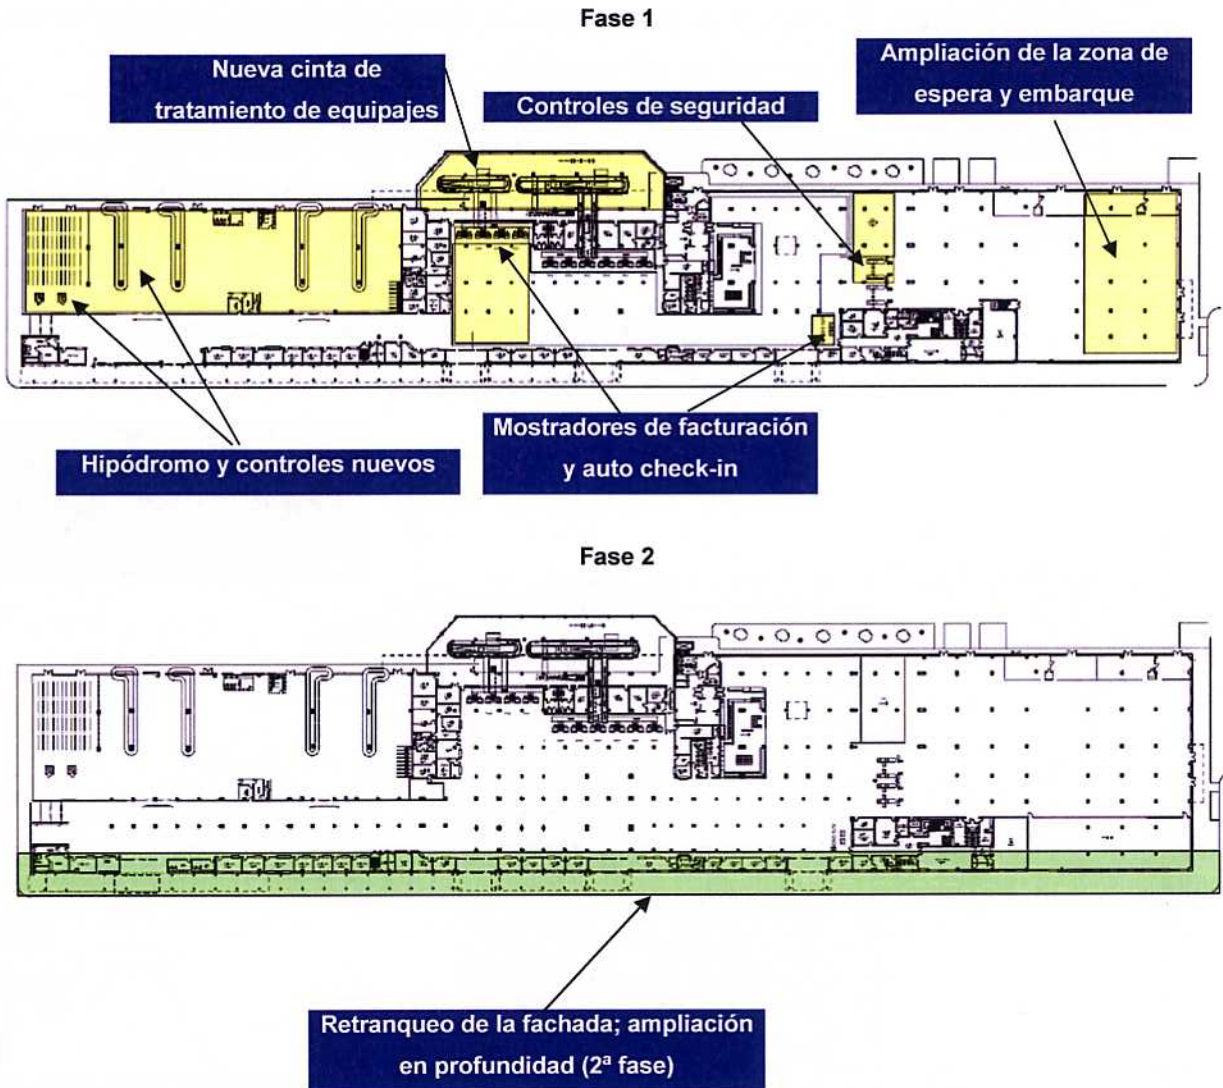 Fase 1
Nueva cinta de
tratamiento de equipajes
Controles de seguridad
Ampliación de la zona de
espera y embarque
Hipódromo y controles nuevos
Mostradores de facturación
y auto check-in
Fase 2
Retranqueo de la fachada; ampliación
en profundidad (2ª fase)